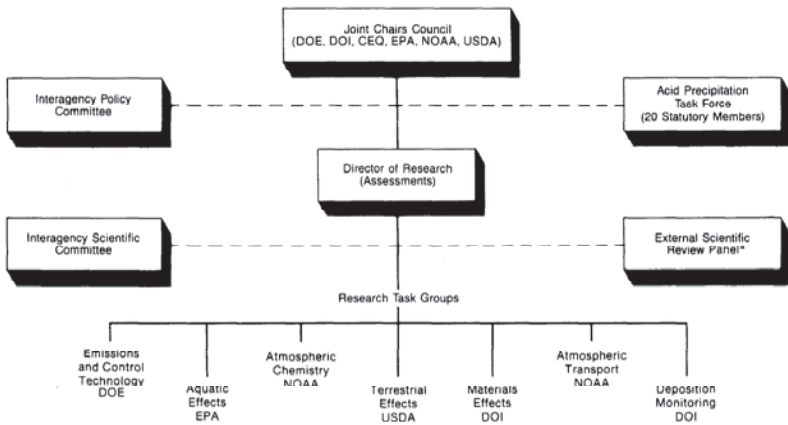 Joint Chairs Council
(DOE, DOI, CEQ, EPA, NOAA, USDA)
Interagency Policy
Committee
Acid Precipitation
Task Force
(20 Statutory Members)
Director of Research
(Assessments)
Interagency Scientific
Committee
External Scientific
Review Panel*
Research Task Groups
Emissions
and Control
Technology
DOE
Aquatic
Effects
EPA
Atmospheric
Chemistry
NOAA
Terrestrial
Effects
USDA
Materials
Effects
DOI
Atmospheric
Transport
NOAA
Deposition
Monitoring
DOI